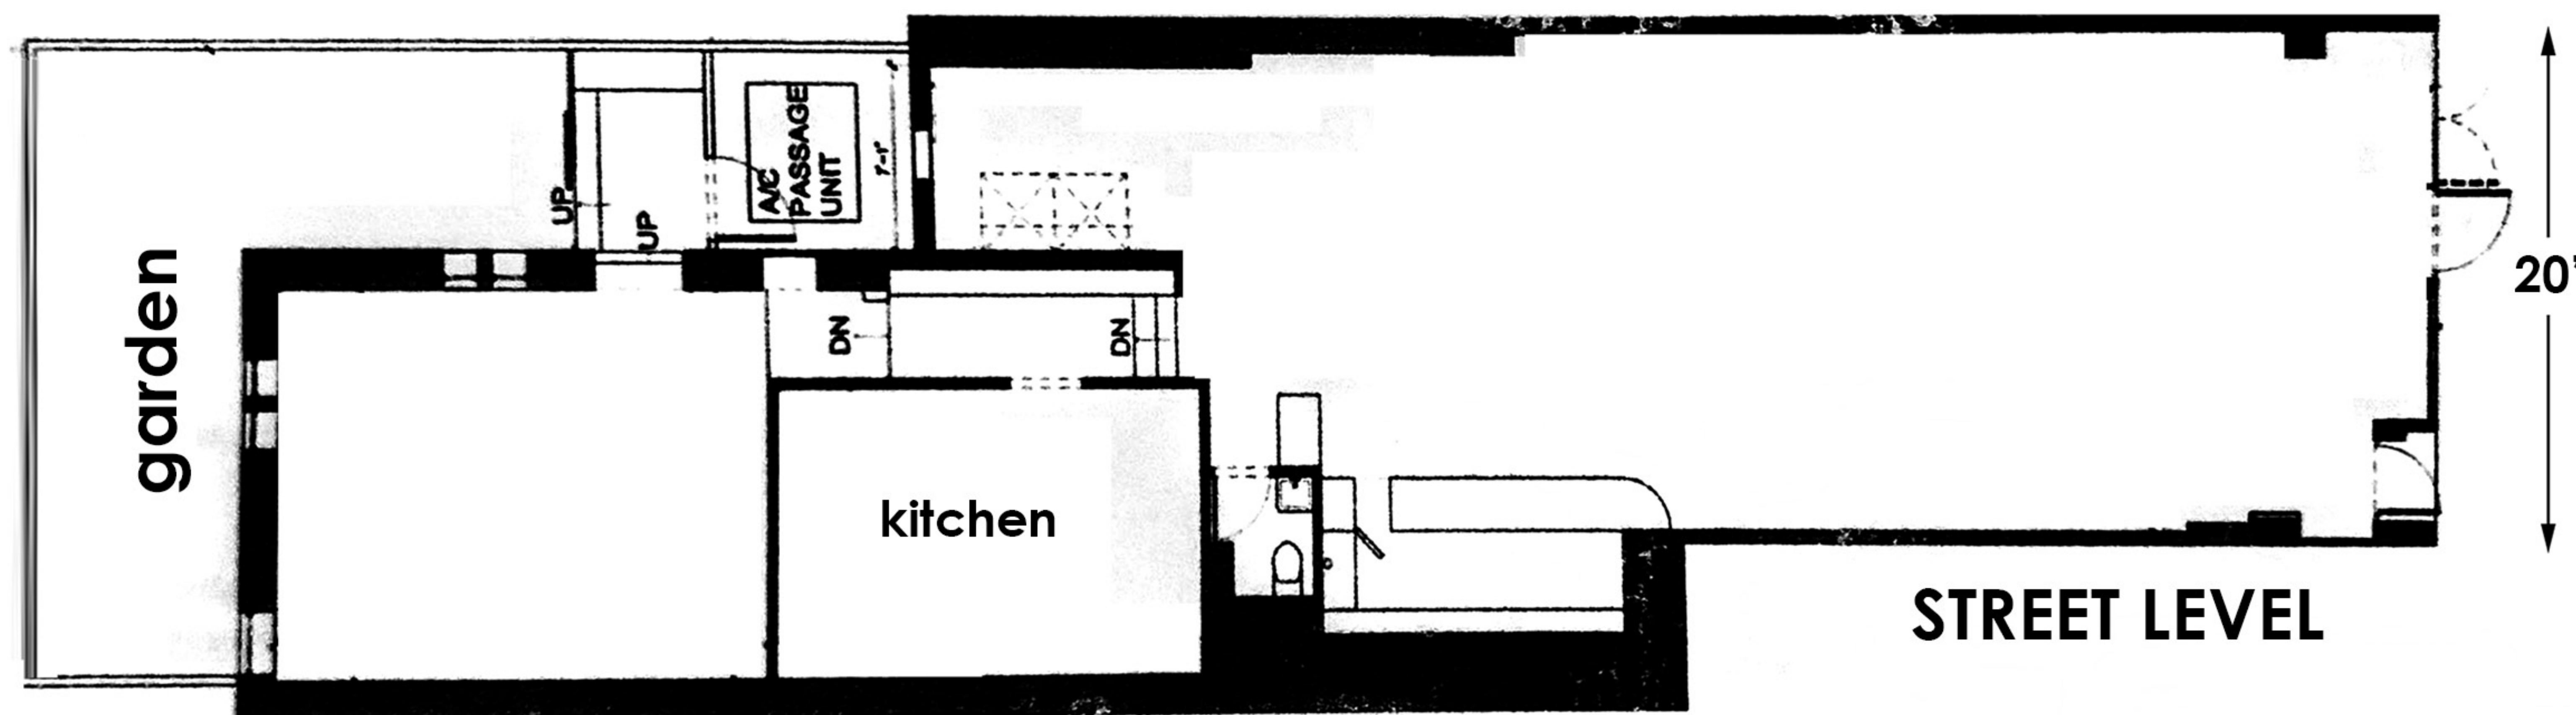 garden
UP
UP
A/C
PASSAGE
UNIT
7'-1"
DN
DN
kitchen
20'
STREET LEVEL